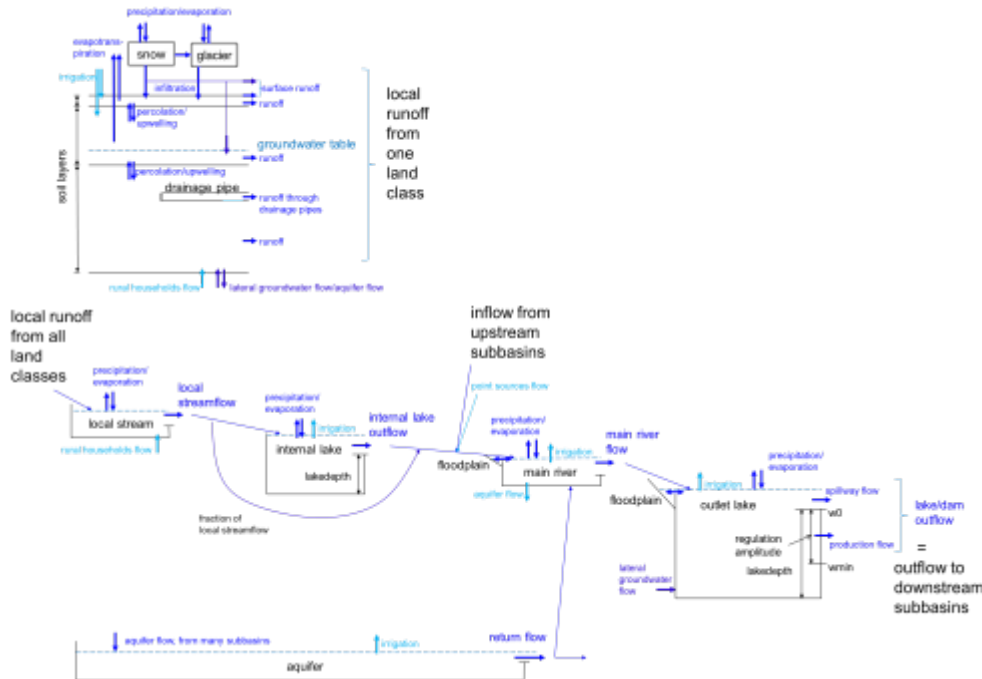 precipitation/evaporation
evapotrans-
piration
snow
glacier
irrigation
infiltration
surface runoff
runoff
percolation/
upwelling
groundwater table
runoff
percolation/upwelling
soil layers
drainage pipe
runoff through
drainage pipes
runoff
rural households flow
lateral groundwater flow/aquifer flow
local
runoff
from
one
land
class
local runoff
from all
land
classes
precipitation/
evaporation
local
streamflow
local stream
rural households flow
precipitation/
evaporation
irrigation
internal lake
outflow
internal lake
lakedepth
fraction of
local streamflow
inflow from
upstream
subbasins
point sources flow
precipitation/
evaporation
irrigation
main river
flow
floodplain
main river
aquifer flow
precipitation/
evaporation
irrigation
floodplain
outlet lake
spillway flow
w0
regulation
amplitude
production flow
lakedepth
wmin
lateral
groundwater
flow
lake/dam
outflow
=
outflow to
downstream
subbasins
aquifer flow, from many subbasins
irrigation
return flow
aquifer